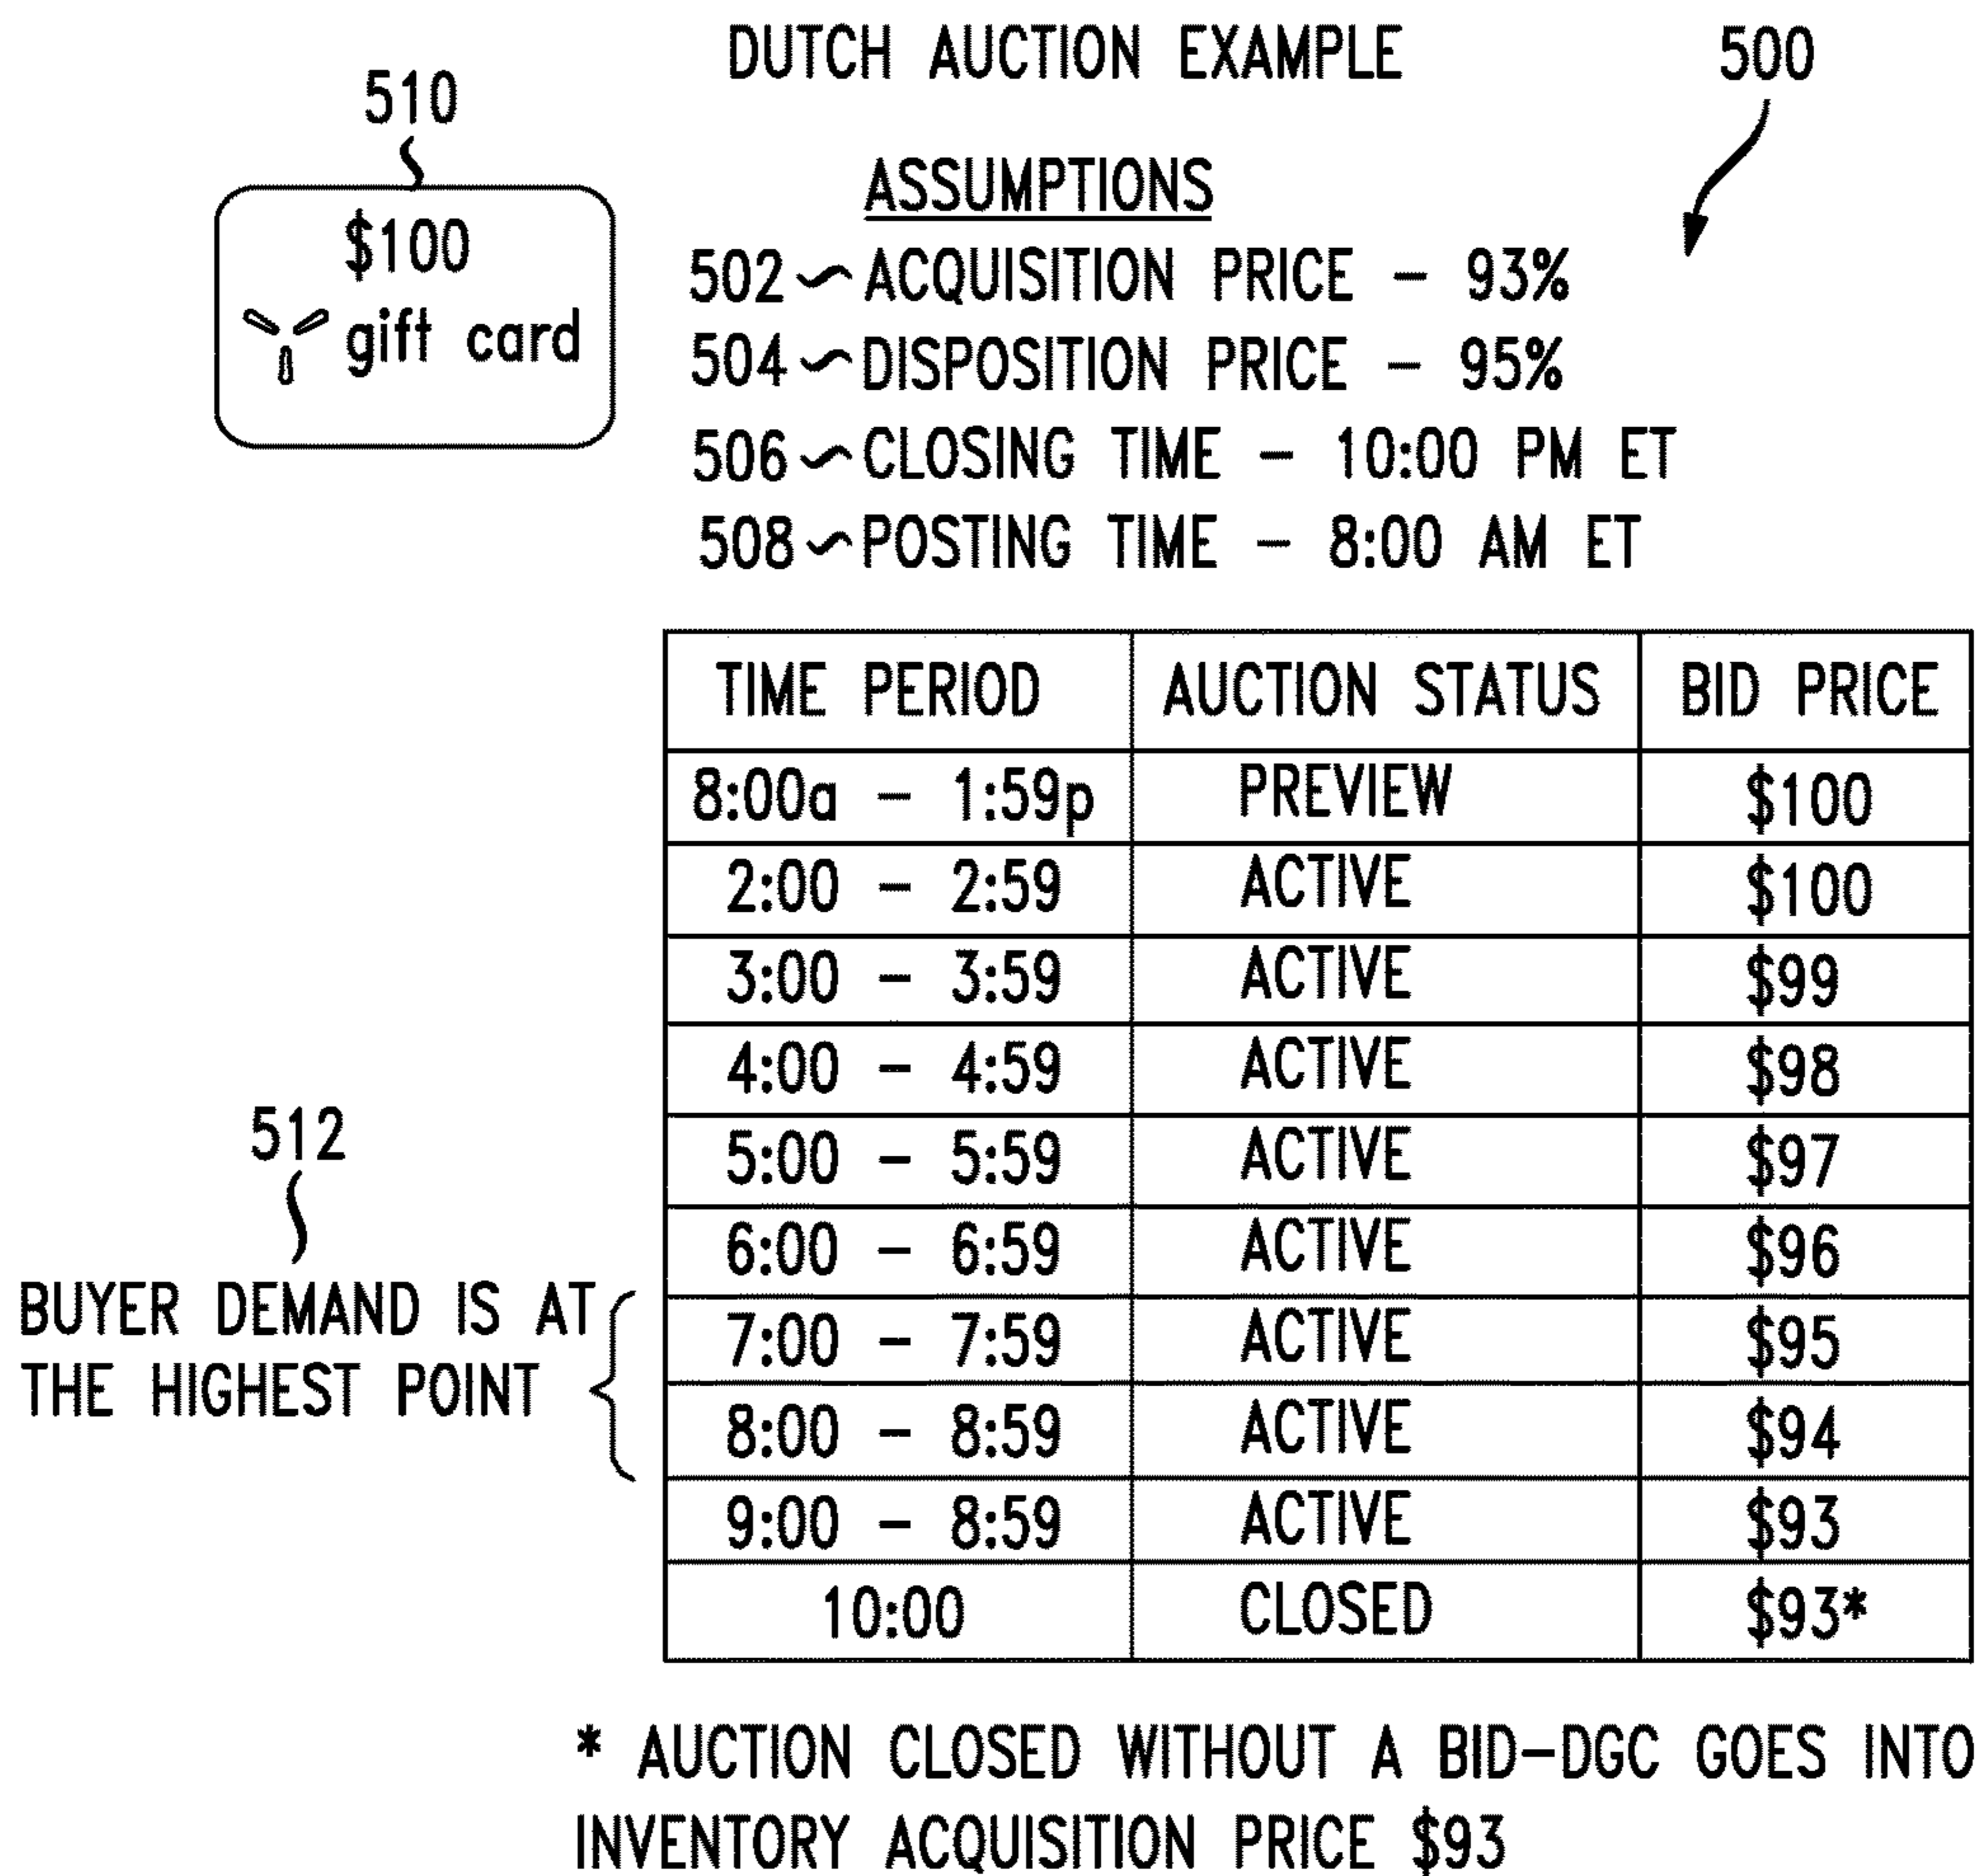 DUTCH AUCTION EXAMPLE
500
510
$100
gift card
ASSUMPTIONS
502 ACQUISITION PRICE - 93%
504 DISPOSITION PRICE - 95%
506 CLOSING TIME - 10:00 PM ET
508 POSTING TIME - 8:00 AM ET
TIME PERIOD AUCTION STATUS BID PRICE
8:00a - 1:59p PREVIEW $100
2:00 - 2:59 ACTIVE $100
3:00 - 3:59 ACTIVE $99
4:00 - 4:59 ACTIVE $98
5:00 - 5:59 ACTIVE $97
6:00 - 6:59 ACTIVE $96
7:00 - 7:59 ACTIVE $95
8:00 - 8:59 ACTIVE $94
9:00 - 8:59 ACTIVE $93
10:00 CLOSED $93*
512
BUYER DEMAND IS AT
THE HIGHEST POINT
* AUCTION CLOSED WITHOUT A BID-DGC GOES INTO
INVENTORY ACQUISITION PRICE $93